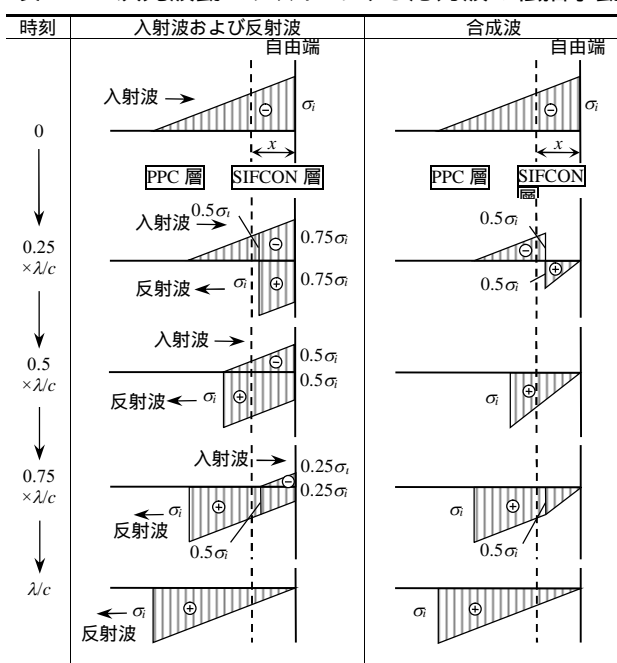 時刻 入射波および反射波 合成波
自由端 自由端
入射波 σi σi
0
x x
PPC 層 SIFCON 層 PPC 層 SIFCON 層
入射波 0.5σi 0.5σi
0.75σi
0.25
×λ/c
反射波 σi 0.75σi 0.5σi
入射波
0.5σi
0.5
×λ/c
0.5σi
反射波 σi σi
入射波 0.25σi
0.75
×λ/c
0.25σi
σi σi
反射波
0.5σi 0.5σi
λ/c
σi σi
反射波